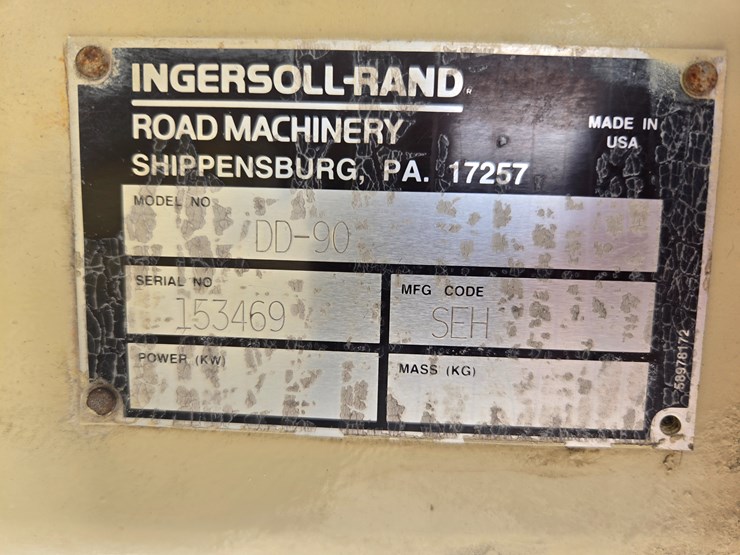 INGERSOLL-RAND®
ROAD MACHINERY
MADE IN
USA
SHIPPENSBURG, PA. 17257
MODEL NO
DD-90
SERIAL NO
153469
MFG CODE
SEH
POWER (KW)
MASS (KG)
58978172